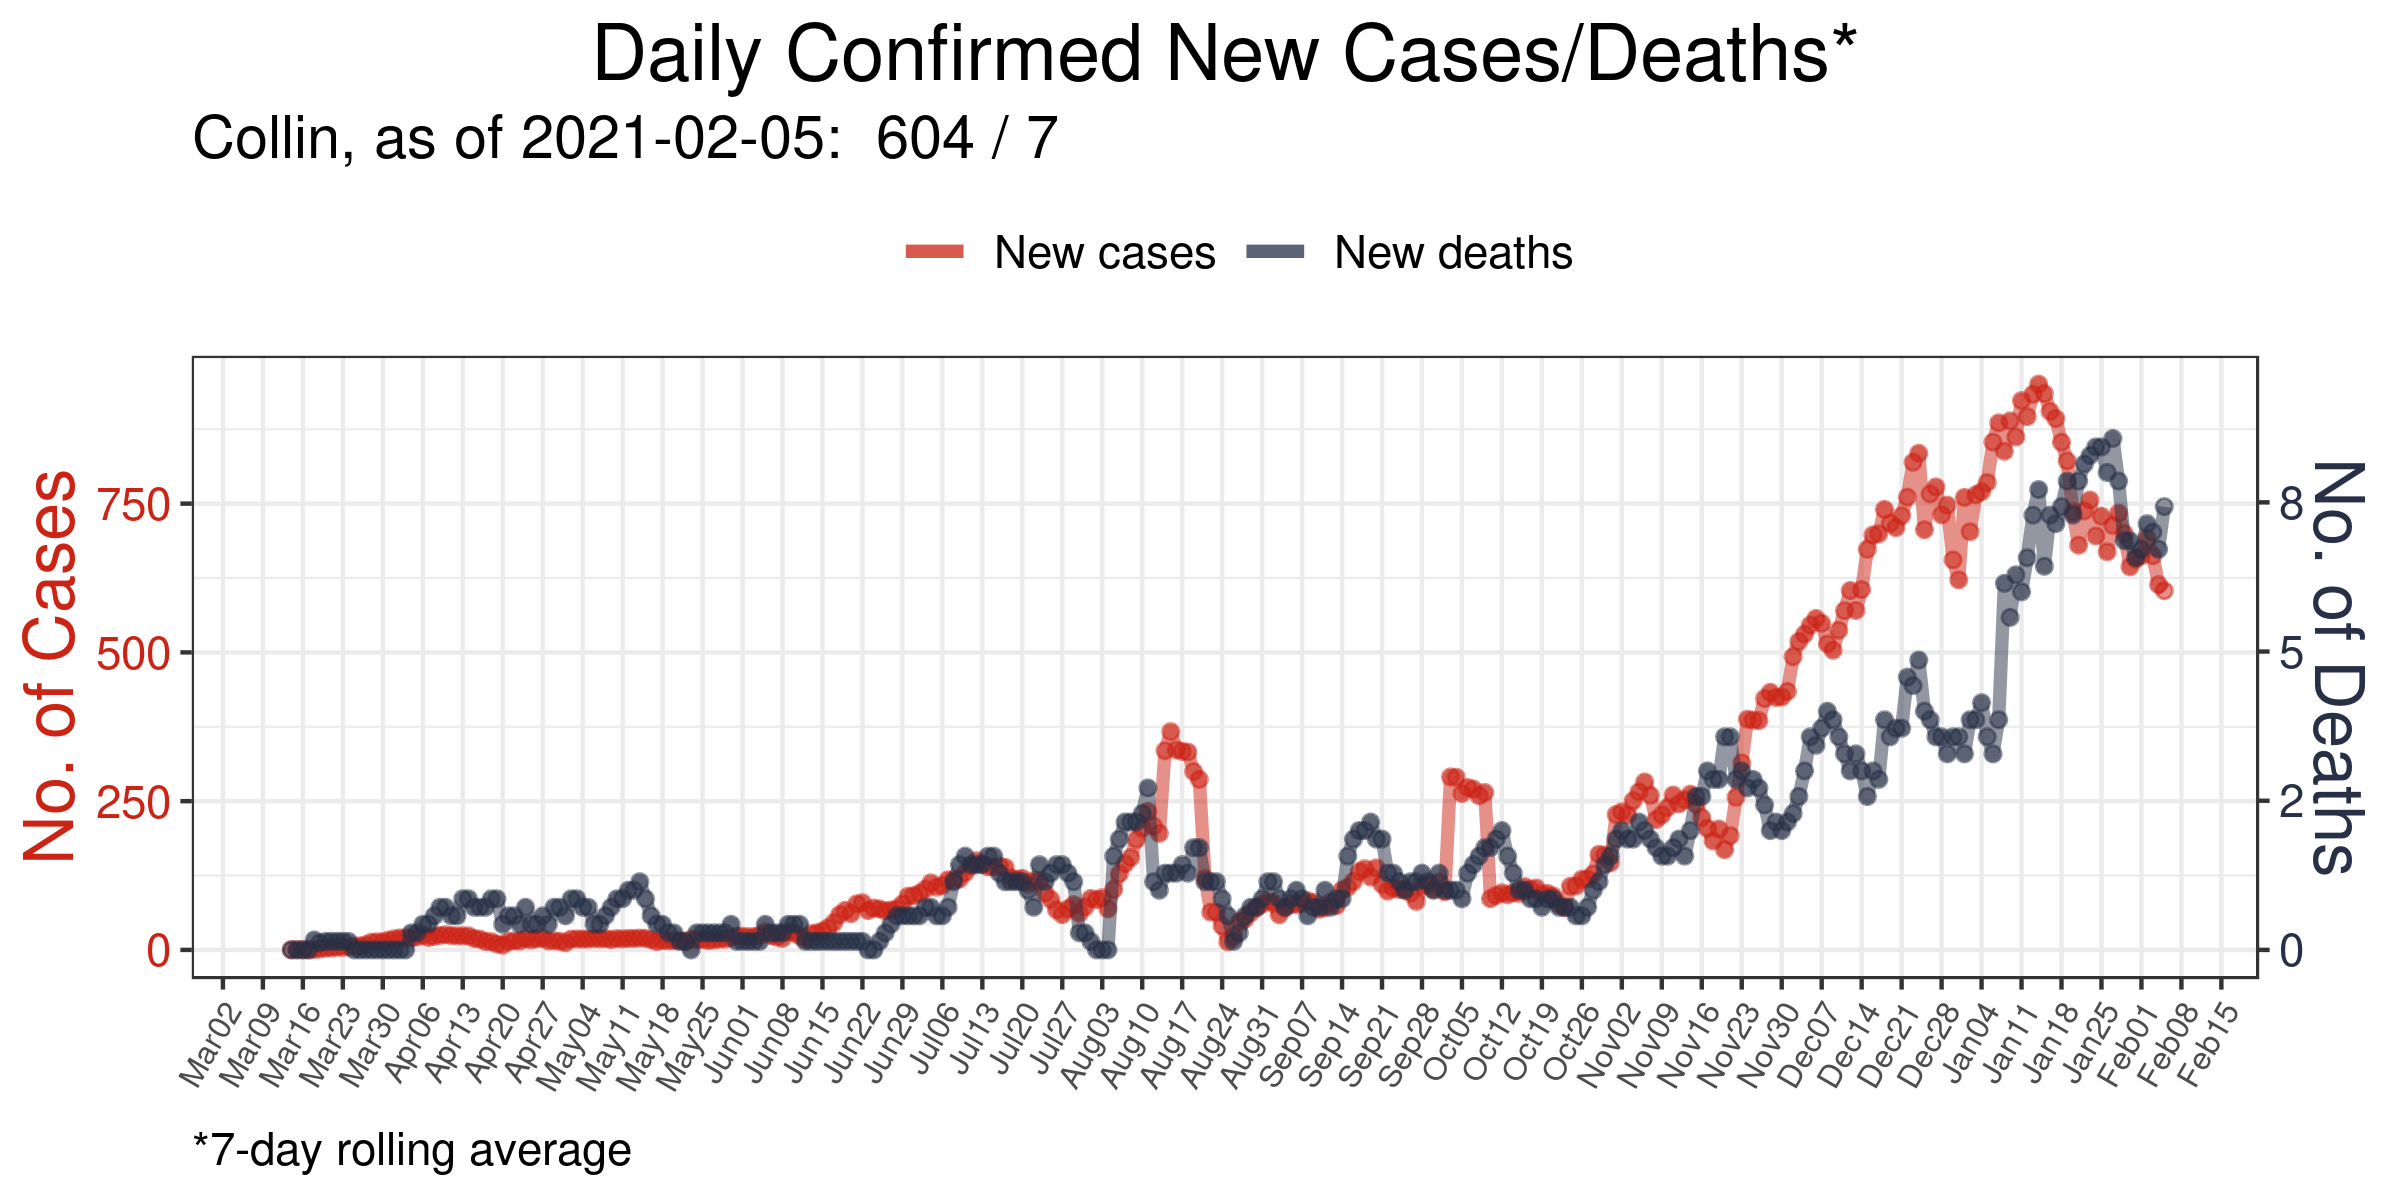 Daily Confirmed New Cases/Deaths*
Collin, as of 2021-02-05:  604 / 7
New cases New deaths
No. of Cases
750
500
250
0
8
5
2
0
No. of Deaths
Mar02 Mar09 Mar16 Mar23 Mar30 Apr06 Apr13 Apr20 Apr27 May04 May11 May18 May25 Jun01 Jun08 Jun15 Jun22 Jun29 Jul06 Jul13 Jul20 Jul27 Aug03 Aug10 Aug17 Aug24 Aug31 Sep07 Sep14 Sep21 Sep28 Oct05 Oct12 Oct19 Oct26 Nov02 Nov09 Nov16 Nov23 Nov30 Dec07 Dec14 Dec21 Dec28 Jan04 Jan11 Jan18 Jan25 Feb01 Feb08 Feb15
*7-day rolling average